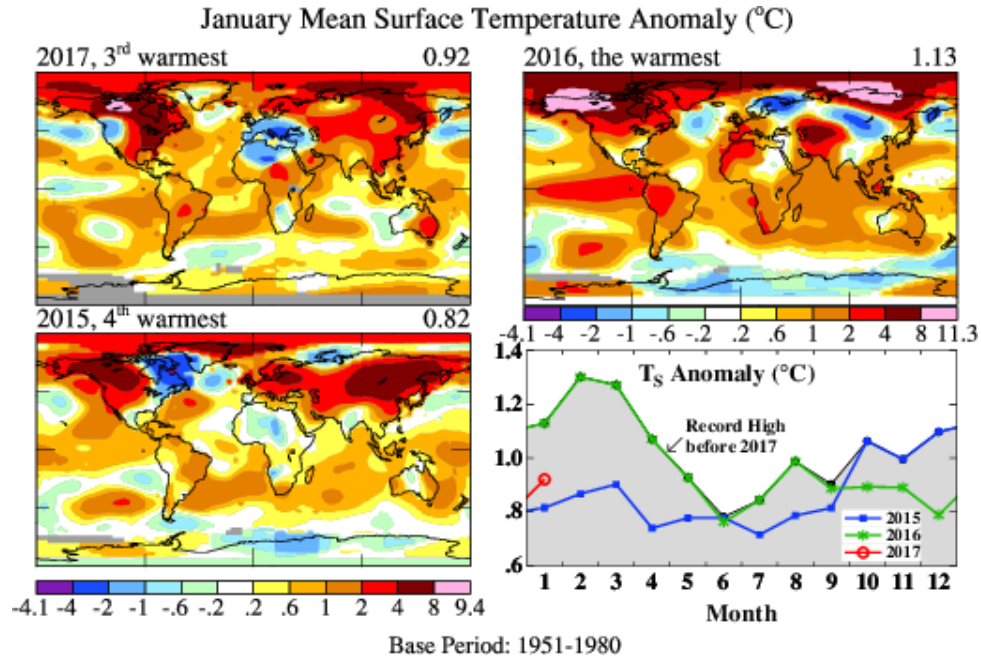 January Mean Surface Temperature Anomaly (°C)
2017, 3rd warmest 0.92
2016, the warmest 1.13
2015, 4th warmest 0.82
-4.1 -4 -2 -1 -.6 -.2 .2 .6 1 2 4 8 11.3
1.4
1.2
1.0
.8
.6
Ts Anomaly (°C)
Record High
before 2017
2015
2016
2017
1 2 3 4 5 6 7 8 9 10 11 12
Month
-4.1 -4 -2 -1 -.6 -.2 .2 .6 1 2 4 8 9.4
Base Period: 1951-1980